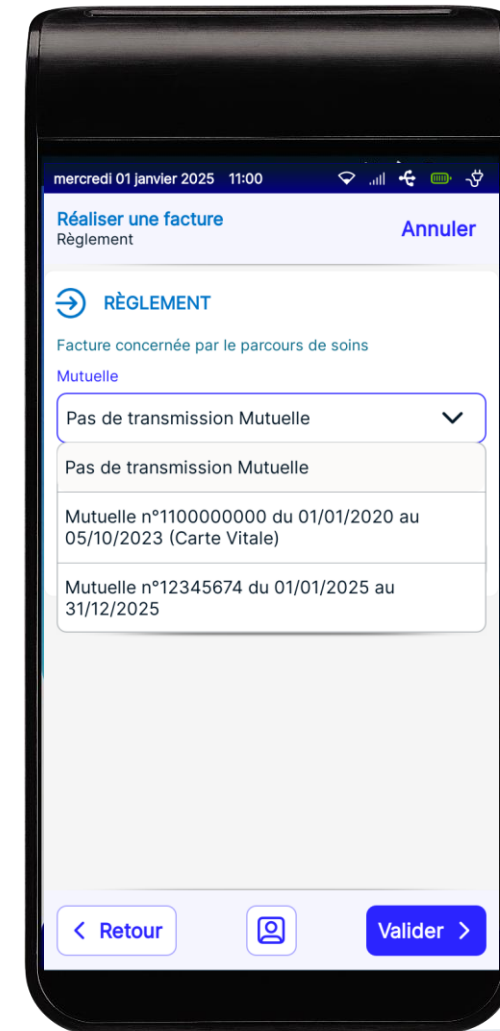 mercredi 01 janvier 2025 11:00
Réaliser une facture
Règlement
Annuler
RÈGLEMENT
Facture concernée par le parcours de soins
Mutuelle
Pas de transmission Mutuelle
Pas de transmission Mutuelle
Mutuelle n°1100000000 du 01/01/2020 au
05/10/2023 (Carte Vitale)
Mutuelle n°12345674 du 01/01/2025 au
31/12/2025
Retour
Valider